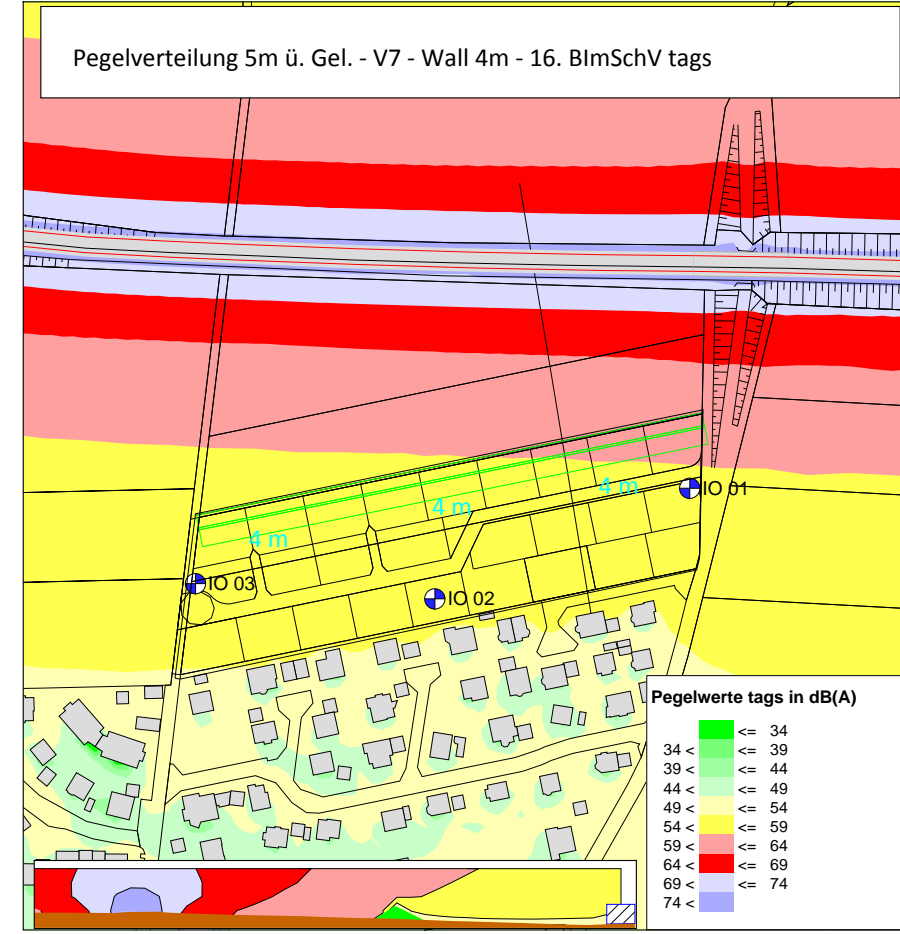 Pegelverteilung 5m ü. Gel. - V7 - Wall 4m - 16. BImSchV tags
4 m
IO 01
4 m
4 m
IO 03
IO 02
Pegelwerte tags in dB(A)
<= 34
34 < <= 39
39 < <= 44
44 < <= 49
49 < <= 54
54 < <= 59
59 < <= 64
64 < <= 69
69 < <= 74
74 <